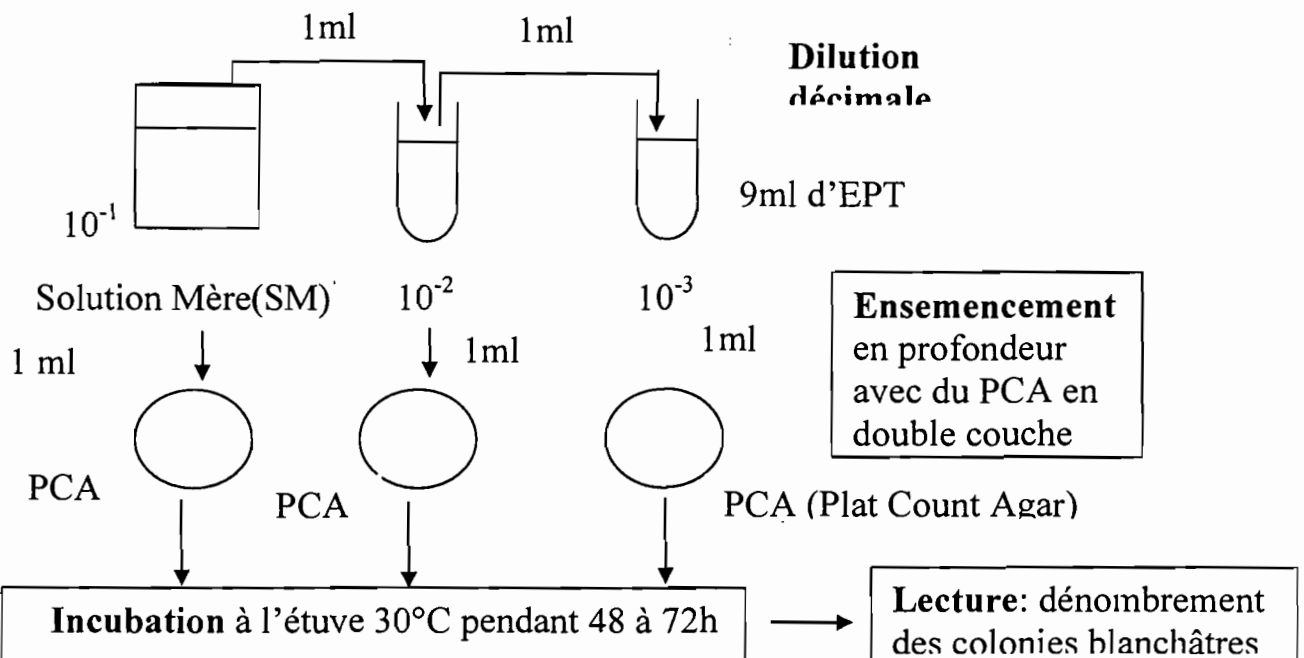 1ml 1ml
Dilution
décimale
9ml d'EPT
10⁻¹
Solution Mère(SM) 10⁻² 10⁻³
1 ml 1ml 1ml
Ensemencement
en profondeur
avec du PCA en
double couche
PCA PCA PCA (Plat Count Agar)
Incubation à l'étuve 30°C pendant 48 à 72h
Lecture: dénombrement
des colonies blanchâtres